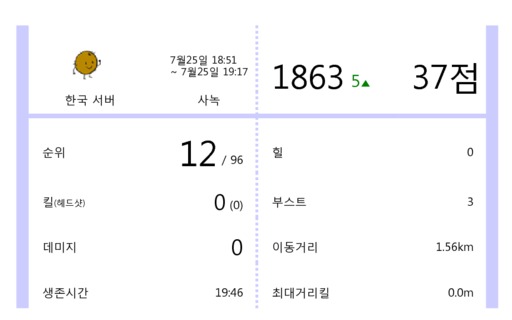 7월25일 18:51
~ 7월25일 19:17
한국 서버
사녹
1863 5▲
37점
순위
12 / 96
킬(헤드샷)
0 (0)
데미지
0
생존시간
19:46
힐
0
부스트
3
이동거리
1.56km
최대거리킬
0.0m